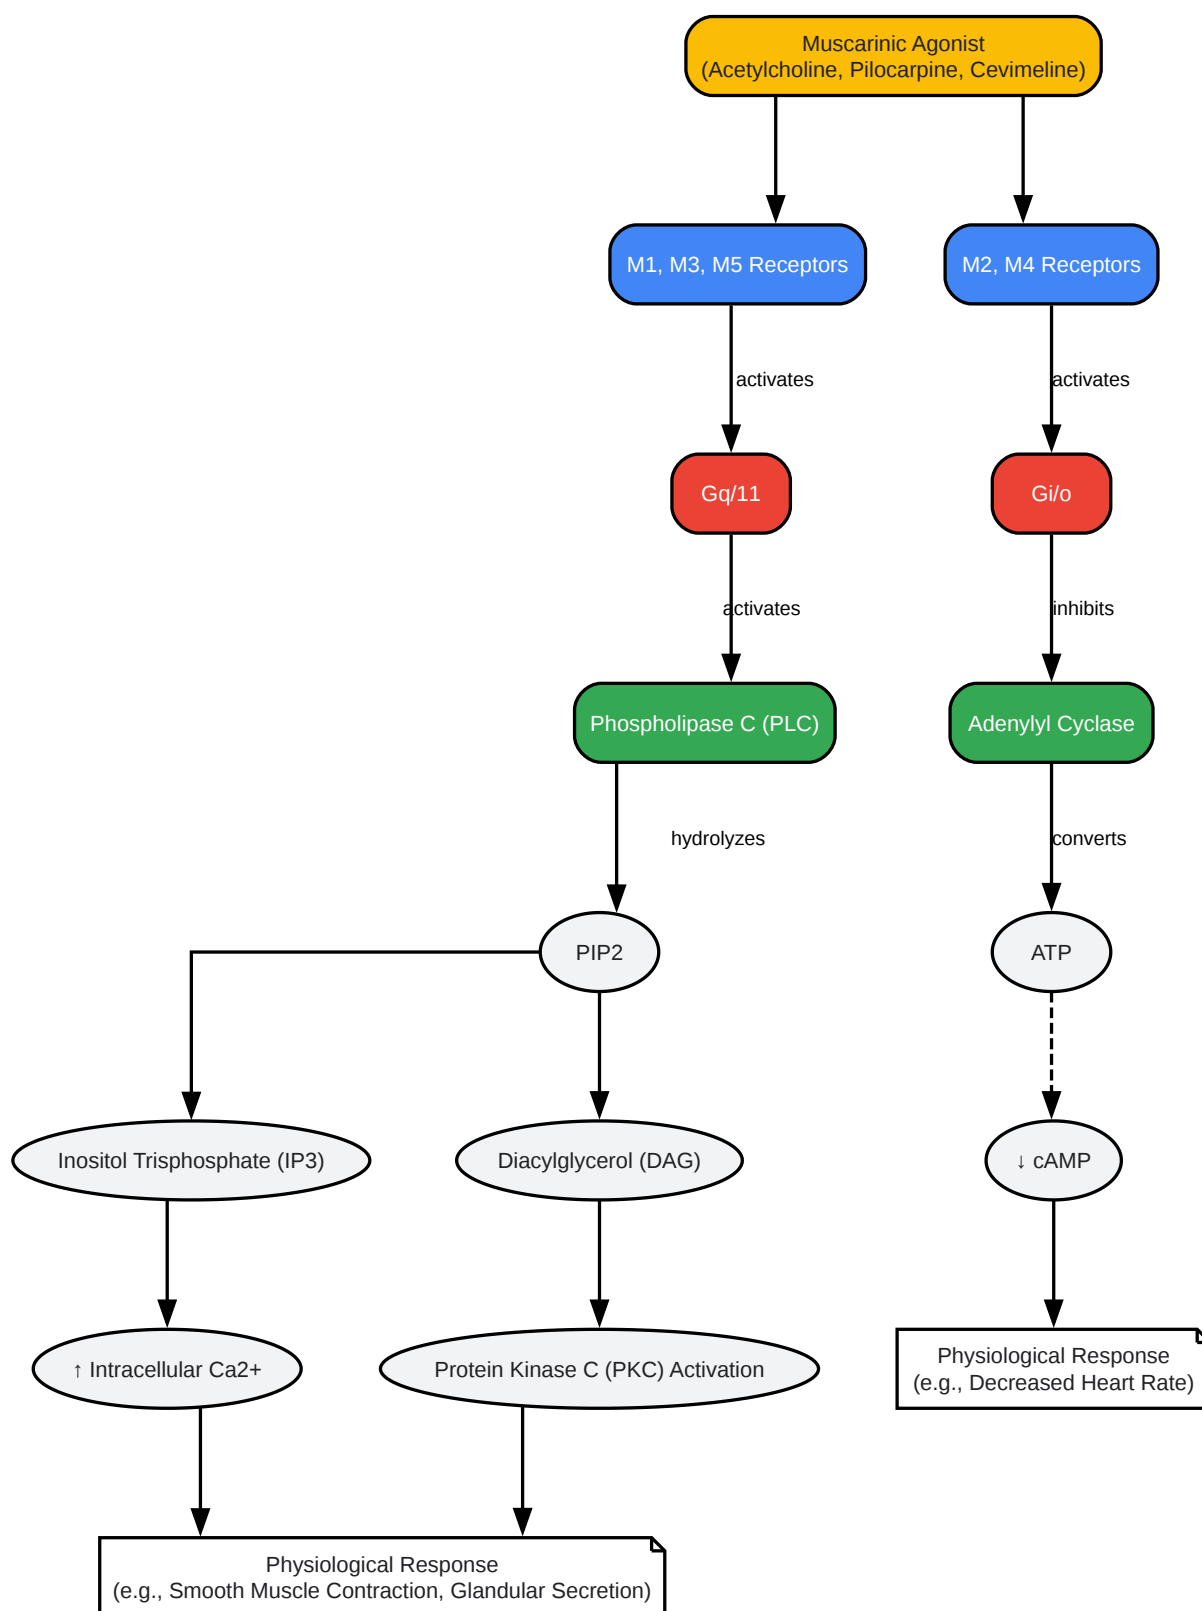 Muscarinic Agonist
(Acetylcholine, Pilocarpine, Cevimeline)
M1, M3, M5 Receptors
M2, M4 Receptors
activates
activates
Gq/11
Gi/o
activates
inhibits
Phospholipase C (PLC)
Adenylyl Cyclase
hydrolyzes
converts
PIP2
ATP
Inositol Trisphosphate (IP3)
Diacylglycerol (DAG)
↓ cAMP
↑ Intracellular Ca2+
Protein Kinase C (PKC) Activation
Physiological Response
(e.g., Decreased Heart Rate)
Physiological Response
(e.g., Smooth Muscle Contraction, Glandular Secretion)